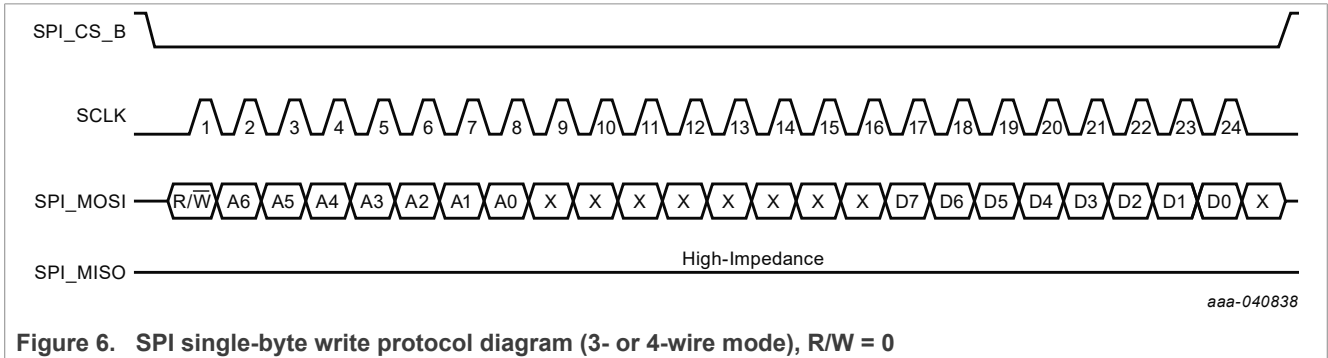 SPI_CS_B
SCLK 1 2 3 4 5 6 7 8 9 10 11 12 13 14 15 16 17 18 19 20 21 22 23 24
SPI_MOSI R/W̅ A6 A5 A4 A3 A2 A1 A0 X X X X X X X X D7 D6 D5 D4 D3 D2 D1 D0 X
SPI_MISO High-Impedance
aaa-040838
Figure 6. SPI single-byte write protocol diagram (3- or 4-wire mode), R/W = 0